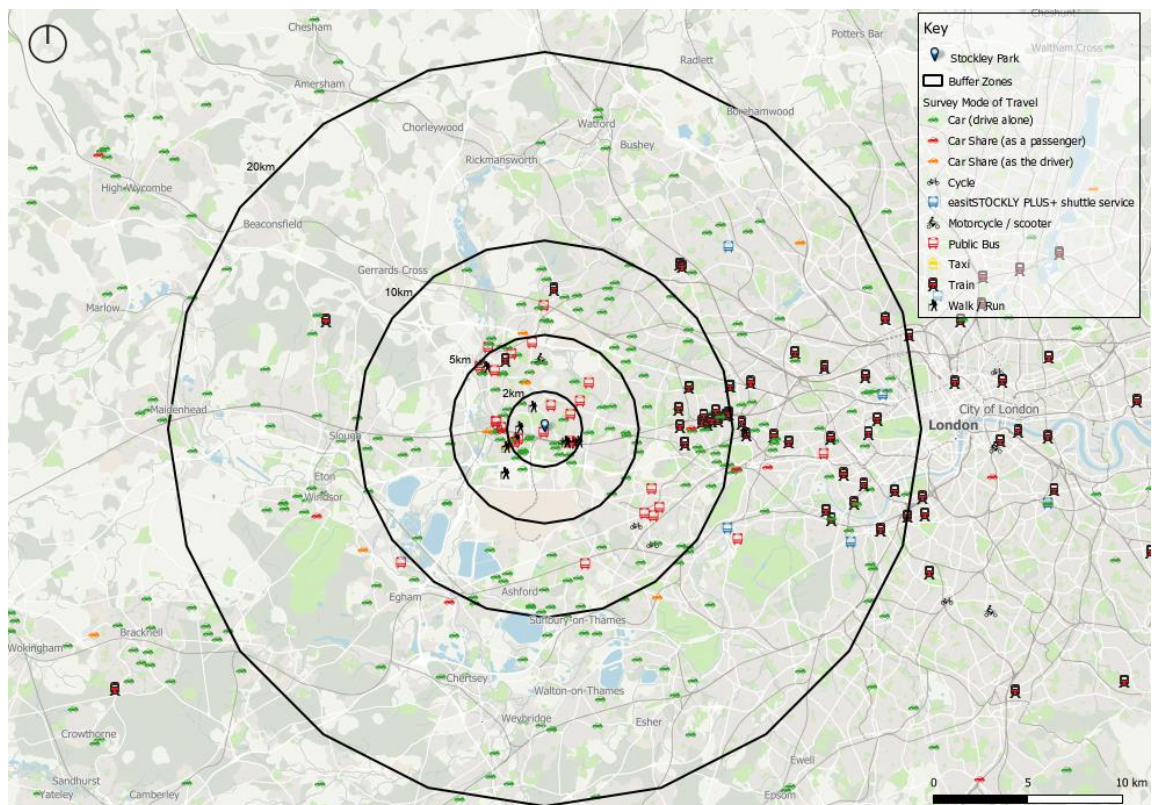 Chesham
Cheshunt
Potters Bar
Key
Waltham Cross
Radlett
Stockley Park
Amersham
Buffer Zones
Borehamwood
Survey Mode of Travel
Chorleywood
Watford
Car (drive alone)
Bushey
Car Share (as a passenger)
Rickmansworth
20km
Car Share (as the driver)
High Wycombe
Cycle
easitSTOCKLY PLUS+ shuttle service
Beaconsfield
Motorcycle / scooter
Public Bus
Taxi
Gerrards Cross
Train
10km
Walk / Run
Marlow
5km
2km
Maidenhead
City of London
London
Slough
Eton
Windsor
Egham
Ashford
Sunbury-on-Thames
Bracknell
Wokingham
Chertsey
Walton-on-Thames
Weybridge
Esher
Crowthorne
Ewell
Sandhurst
Yateley
Camberley
Epsom
0 5 10 km